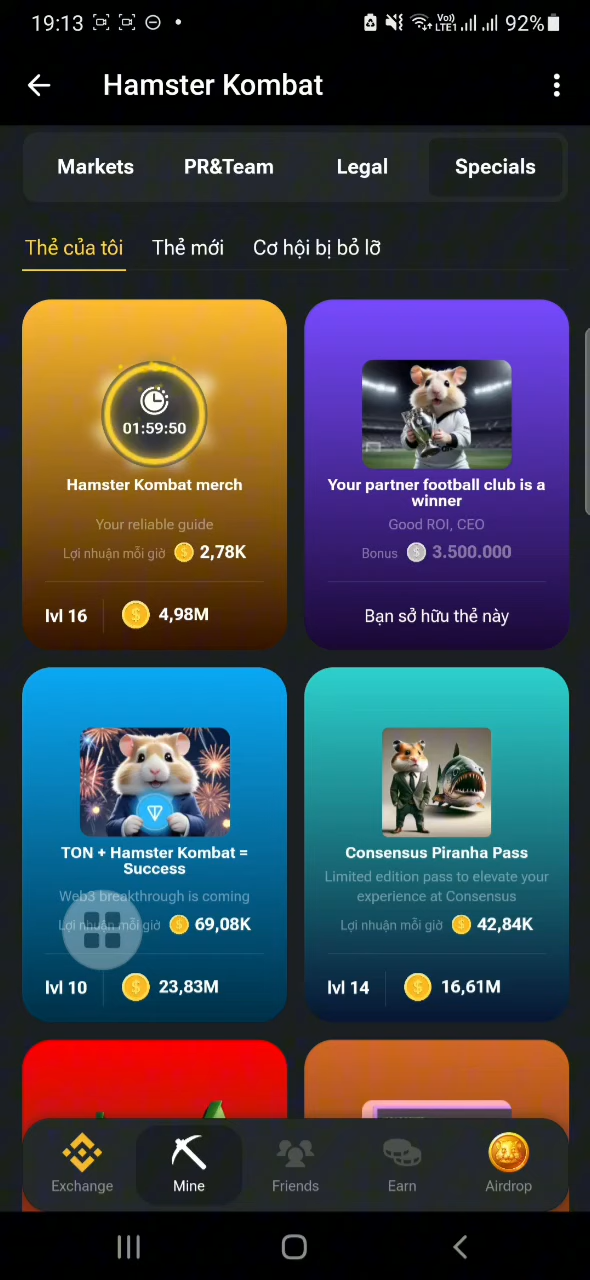 19:13
Vo))
LTE1
92%
Hamster Kombat
Markets
PR&Team
Legal
Specials
Thẻ của tôi
Thẻ mới
Cơ hội bị bỏ lỡ
01:59:50
Hamster Kombat merch
Your reliable guide
Lợi nhuận mỗi giờ 2,78K
lvl 16
4,98M
Your partner football club is a
winner
Good ROI, CEO
Bonus 3.500.000
Bạn sở hữu thẻ này
TON + Hamster Kombat =
Success
Web3 breakthrough is coming
Lợi nhuận mỗi giờ 69,08K
lvl 10
23,83M
Consensus Piranha Pass
Limited edition pass to elevate your
experience at Consensus
Lợi nhuận mỗi giờ 42,84K
lvl 14
16,61M
Exchange
Mine
Friends
Earn
Airdrop